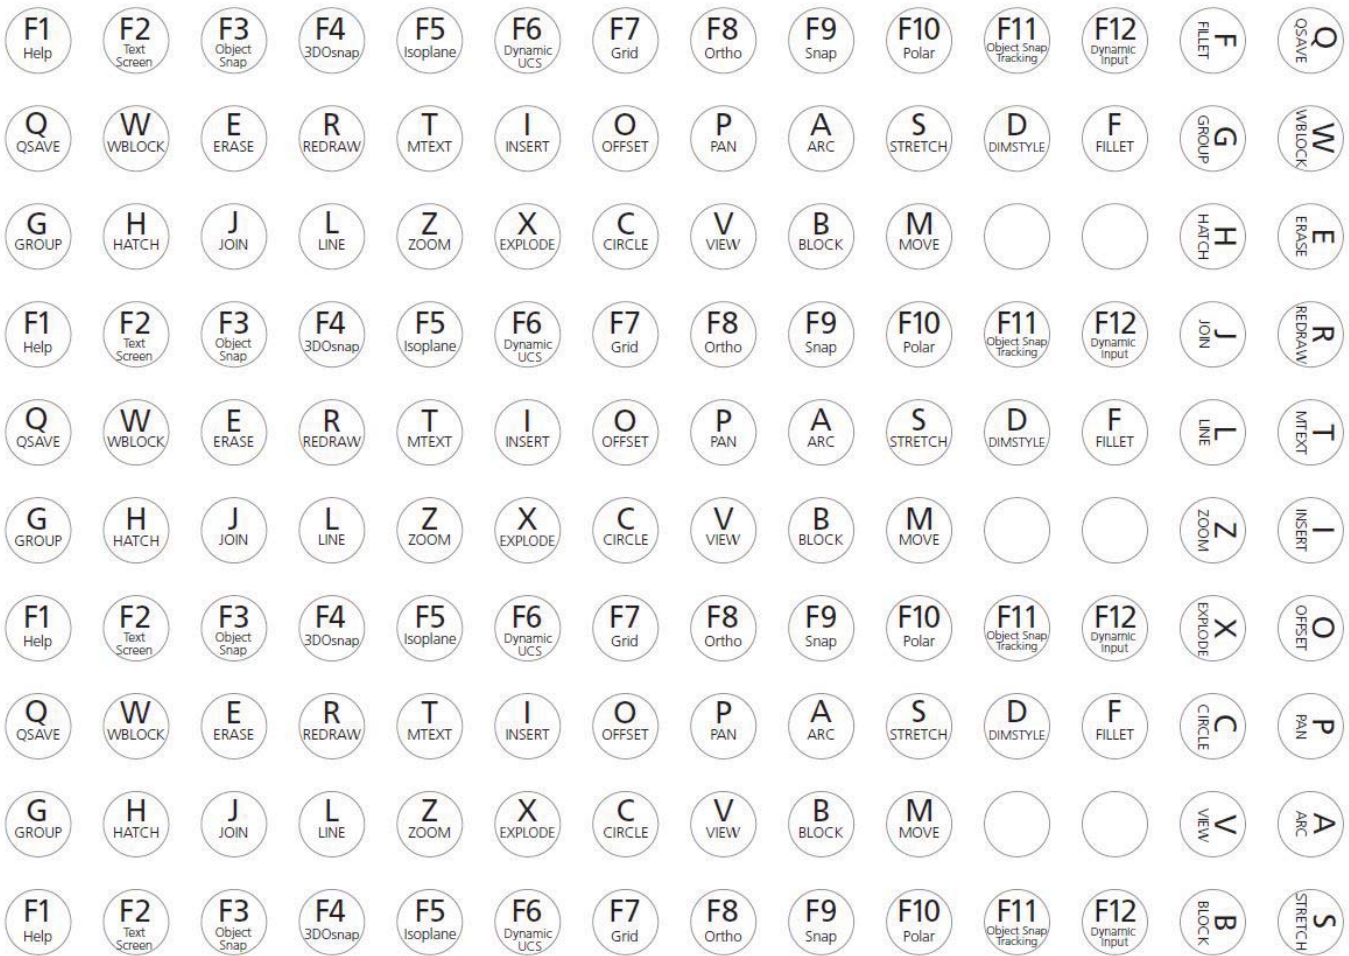 F1 F2 F3 F4 F5 F6 F7 F8 F9 F10 F11 F12 F Q
Help Text Screen Object Snap 3DOsnap Isoplane Dynamic UCS Grid Ortho Snap Polar Object Snap Tracking Dynamic Input FILLET QSAVE
Q W E R T I O P A S D F G W
QSAVE WBLOCK ERASE REDRAW MTEXT INSERT OFFSET PAN ARC STRETCH DIMSTYLE FILLET GROUP WBLOCK
G H J L Z X C V B M H E
GROUP HATCH JOIN LINE ZOOM EXPLODE CIRCLE VIEW BLOCK MOVE HATCH ERASE
F1 F2 F3 F4 F5 F6 F7 F8 F9 F10 F11 F12 J R
Help Text Screen Object Snap 3DOsnap Isoplane Dynamic UCS Grid Ortho Snap Polar Object Snap Tracking Dynamic Input JOIN REDRAW
Q W E R T I O P A S D F L T
QSAVE WBLOCK ERASE REDRAW MTEXT INSERT OFFSET PAN ARC STRETCH DIMSTYLE FILLET LINE MTEXT
G H J L Z X C V B M Z I
GROUP HATCH JOIN LINE ZOOM EXPLODE CIRCLE VIEW BLOCK MOVE ZOOM INSERT
F1 F2 F3 F4 F5 F6 F7 F8 F9 F10 F11 F12 X O
Help Text Screen Object Snap 3DOsnap Isoplane Dynamic UCS Grid Ortho Snap Polar Object Snap Tracking Dynamic Input EXPLODE OFFSET
Q W E R T I O P A S D F C P
QSAVE WBLOCK ERASE REDRAW MTEXT INSERT OFFSET PAN ARC STRETCH DIMSTYLE FILLET CIRCLE PAN
G H J L Z X C V B M V A
GROUP HATCH JOIN LINE ZOOM EXPLODE CIRCLE VIEW BLOCK MOVE VIEW ARC
F1 F2 F3 F4 F5 F6 F7 F8 F9 F10 F11 F12 B S
Help Text Screen Object Snap 3DOsnap Isoplane Dynamic UCS Grid Ortho Snap Polar Object Snap Tracking Dynamic Input BLOCK STRETCH